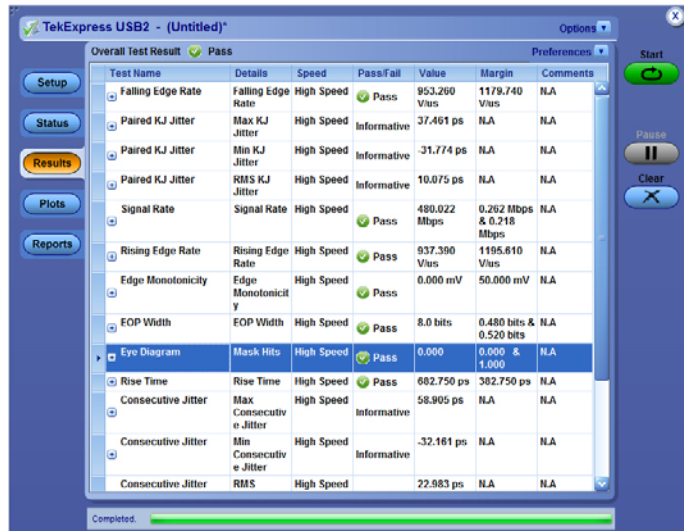 TekExpress USB2 - (Untitled)*
Options
x
Overall Test Result Pass
Preferences
Start
Setup
Status
Results
Plots
Reports
Pause
Clear
Test Name Details Speed Pass/Fail Value Margin Comments
Falling Edge Rate Falling Edge Rate High Speed Pass 953.260 V/us 1179.740 V/us N.A
Paired KJ Jitter Max KJ Jitter High Speed Informative 37.461 ps N.A N.A
Paired KJ Jitter Min KJ Jitter High Speed Informative -31.774 ps N.A N.A
Paired KJ Jitter RMS KJ Jitter High Speed Informative 10.075 ps N.A N.A
Signal Rate Signal Rate High Speed Pass 480.022 Mbps 0.262 Mbps & 0.218 Mbps N.A
Rising Edge Rate Rising Edge Rate High Speed Pass 937.390 V/us 1195.610 V/us N.A
Edge Monotonicity Edge Monotonicity High Speed Pass 0.000 mV 50.000 mV N.A
EOP Width EOP Width High Speed Pass 8.0 bits 0.480 bits & 0.520 bits N.A
Eye Diagram Mask Hits High Speed Pass 0.000 0.000 & 1.000 N.A
Rise Time Rise Time High Speed Pass 682.750 ps 382.750 ps N.A
Consecutive Jitter Max Consecutive Jitter High Speed Informative 58.905 ps N.A N.A
Consecutive Jitter Min Consecutive Jitter High Speed Informative -32.161 ps N.A N.A
Consecutive Jitter RMS High Speed 22.983 ps N.A N.A
Completed.